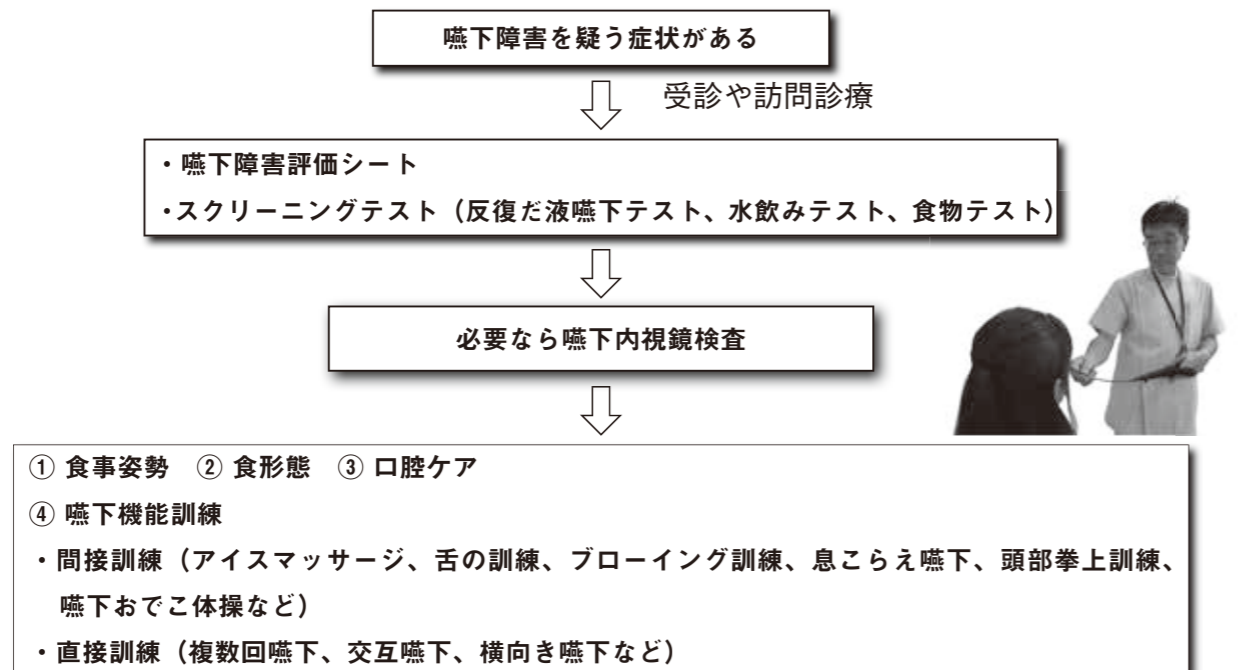 嚥下障害を疑う症状がある
受診や訪問診療
・嚥下障害評価シート
・スクリーニングテスト（反復だ液嚥下テスト、水飲みテスト、食物テスト）
必要なら嚥下内視鏡検査
① 食事姿勢　② 食形態　③ 口腔ケア
④ 嚥下機能訓練
・間接訓練（アイスマッサージ、舌の訓練、ブローイング訓練、息こらえ嚥下、頭部拳上訓練、
嚥下おでこ体操など）
・直接訓練（複数回嚥下、交互嚥下、横向き嚥下など）